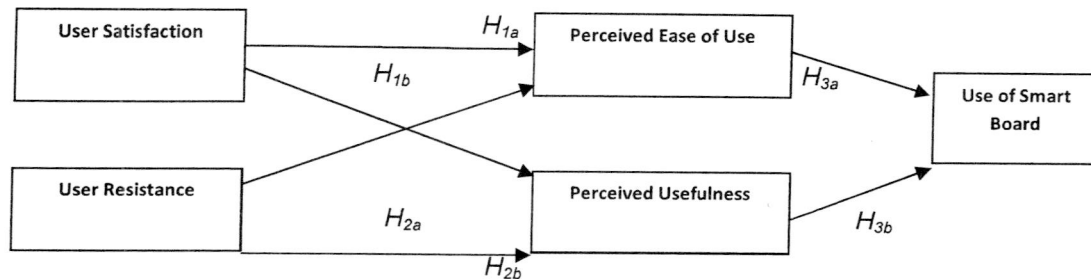 User Satisfaction
H1a
Perceived Ease of Use
H1b
H3a
Use of Smart
Board
User Resistance
Perceived Usefulness
H2a
H3b
H2b